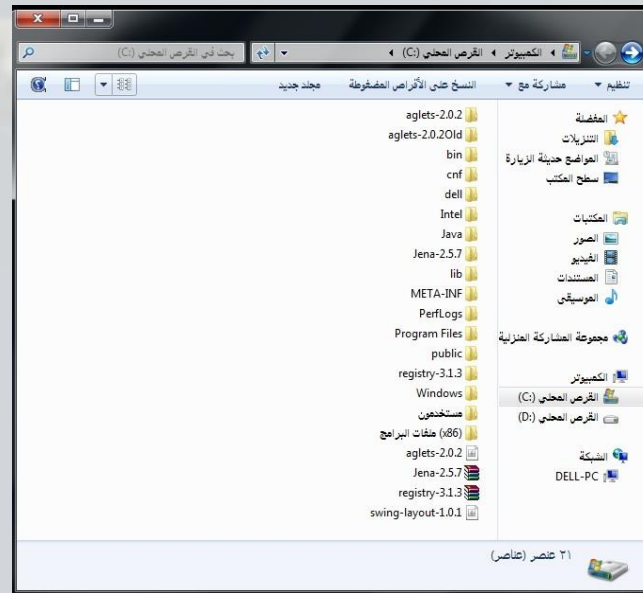 الكمبيوتر ◂ القرص المحلي (C:) ◂
بحث في القرص المحلي (C:)
تنظيم ▾ مشاركة مع ▾ النسخ على الأقراص المضغوطة مجلد جديد
المفضلة
التنزيلات
المواضع حديثة الزيارة
سطح المكتب
المكتبات
الصور
الفيديو
المستندات
الموسيقى
مجموعة المشاركة المنزلية
الكمبيوتر
القرص المحلي (C:)
القرص المحلي (D:)
الشبكة
DELL-PC
aglets-2.0.2
aglets-2.0.2Old
bin
cnf
dell
Intel
Java
Jena-2.5.7
lib
META-INF
PerfLogs
Program Files
public
registry-3.1.3
Windows
مستخدمون
ملفات البرامج (x86)
aglets-2.0.2
Jena-2.5.7
registry-3.1.3
swing-layout-1.0.1
٢١ عنصر (عناصر)